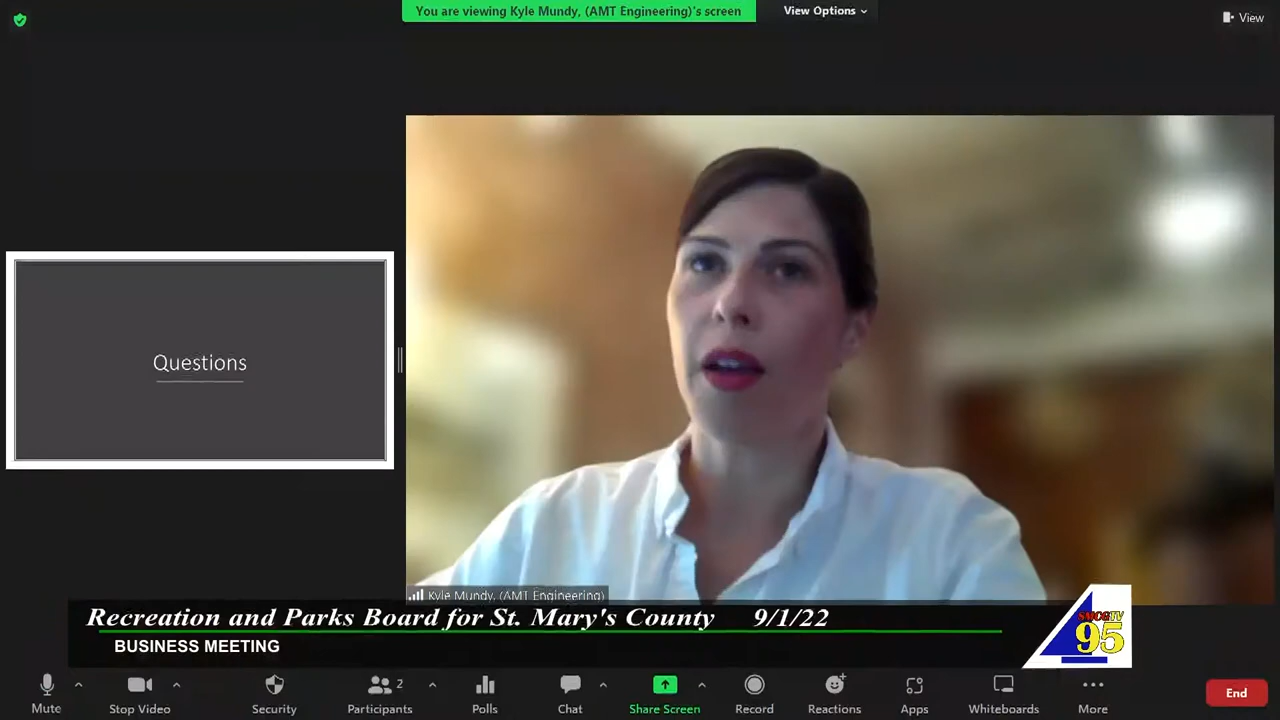 You are viewing Kyle Mundy, (AMT Engineering)'s screen
View Options
View
Questions
Kyle Mundy, (AMT Engineering)
Recreation and Parks Board for St. Mary's County 9/1/22
BUSINESS MEETING
SMCGTV
95
Mute
Stop Video
Security
2
Participants
Polls
Chat
Share Screen
Record
Reactions
Apps
Whiteboards
More
End